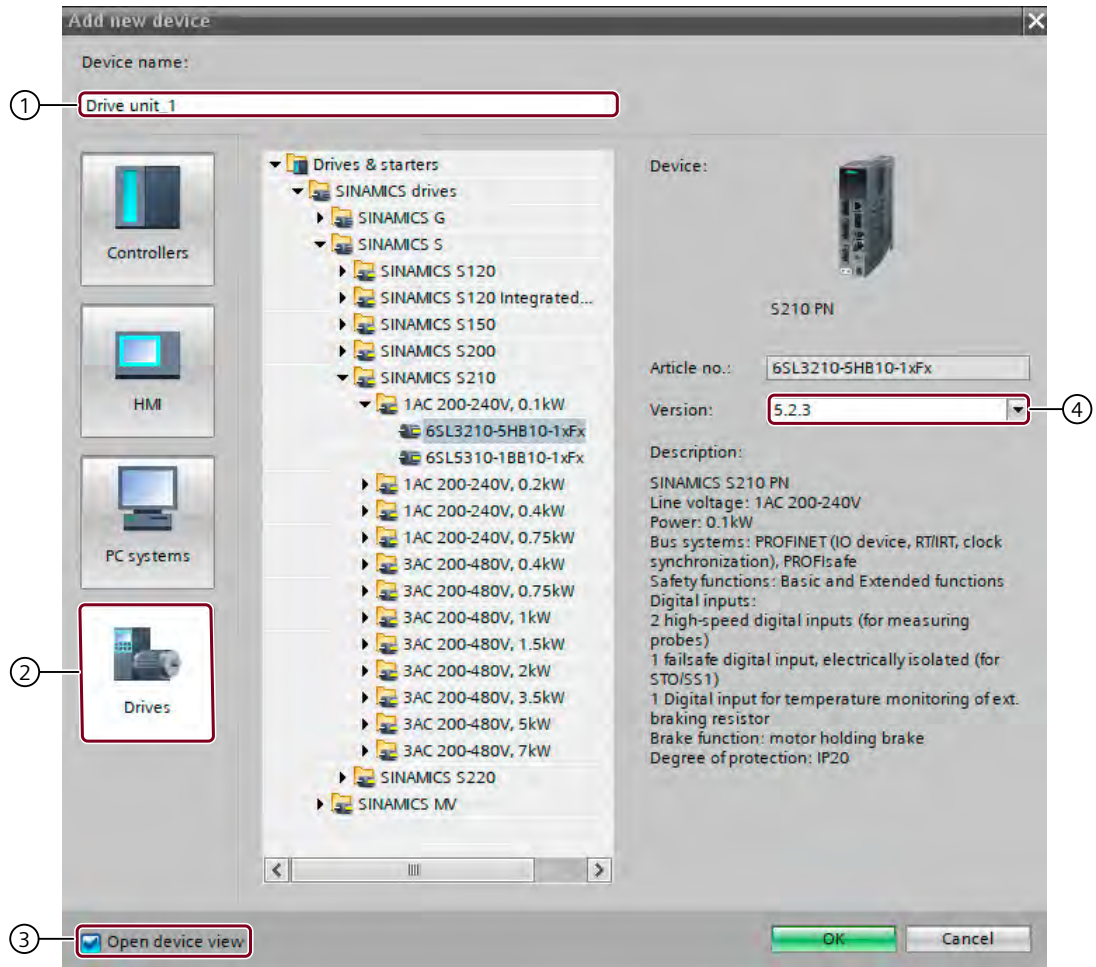 Add new device
Device name:
1
Drive unit_1
Controllers
HMI
PC systems
2
Drives
Drives & starters
SINAMICS drives
SINAMICS G
SINAMICS S
SINAMICS S120
SINAMICS S120 Integrated...
SINAMICS S150
SINAMICS S200
SINAMICS S210
1AC 200-240V, 0.1kW
6SL3210-5HB10-1xFx
6SL5310-1BB10-1xFx
1AC 200-240V, 0.2kW
1AC 200-240V, 0.4kW
1AC 200-240V, 0.75kW
3AC 200-480V, 0.4kW
3AC 200-480V, 0.75kW
3AC 200-480V, 1kW
3AC 200-480V, 1.5kW
3AC 200-480V, 2kW
3AC 200-480V, 3.5kW
3AC 200-480V, 5kW
3AC 200-480V, 7kW
SINAMICS S220
SINAMICS MV
Device:
S210 PN
Article no.: 6SL3210-5HB10-1xFx
Version: 5.2.3
4
Description:
SINAMICS S210 PN
Line voltage: 1AC 200-240V
Power: 0.1kW
Bus systems: PROFINET (IO device, RT/IRT, clock
synchronization), PROFIsafe
Safety functions: Basic and Extended functions
Digital inputs:
2 high-speed digital inputs (for measuring
probes)
1 failsafe digital input, electrically isolated (for
STO/SS1)
1 Digital input for temperature monitoring of ext.
braking resistor
Brake function: motor holding brake
Degree of protection: IP20
3
Open device view
OK
Cancel